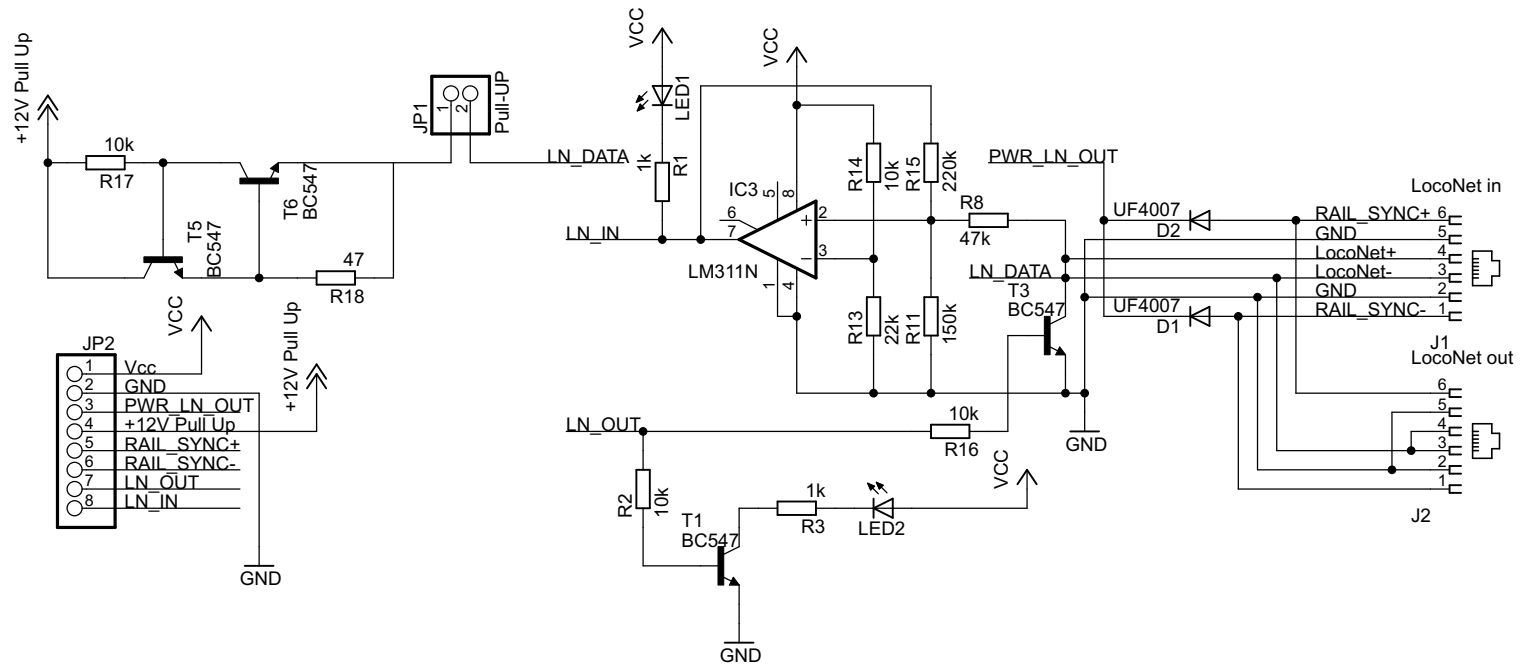 +12V Pull Up
10k
R17
T6
BC547
T5
BC547
47
R18
JP1
1
2
Pull-UP
LN_DATA
VCC
LED1
1k
R1
LN_IN
VCC
IC3
5
8
6
7
2
+
3
−
1
4
LM311N
R14
10k
R15
220k
R8
47k
R13
22k
R11
150k
PWR_LN_OUT
LN_DATA
T3
BC547
UF4007
D2
UF4007
D1
LocoNet in
RAIL_SYNC+ 6
GND 5
LocoNet+ 4
LocoNet- 3
GND 2
RAIL_SYNC- 1
J1
LocoNet out
6
5
4
3
2
1
J2
VCC
+12V Pull Up
JP2
1 Vcc
2 GND
3 PWR_LN_OUT
4 +12V Pull Up
5 RAIL_SYNC+
6 RAIL_SYNC-
7 LN_OUT
8 LN_IN
GND
LN_OUT
10k
R16
GND
R2
10k
T1
BC547
1k
R3
LED2
VCC
GND